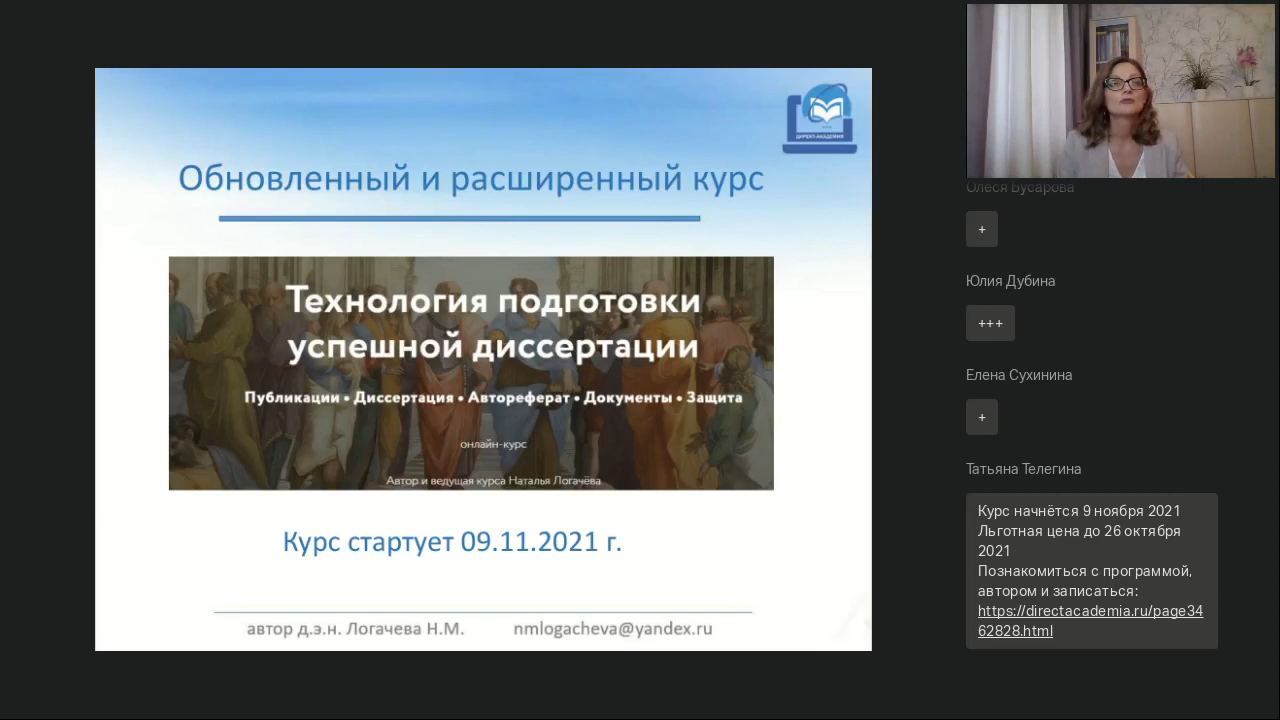 ДИРЕКТ-АКАДЕМИЯ
Обновленный и расширенный курс
Технология подготовки
успешной диссертации
Публикации • Диссертация • Автореферат • Документы • Защита
онлайн-курс
Автор и ведущая курса Наталья Логачёва
Курс стартует 09.11.2021 г.
автор д.э.н. Логачева Н.М. nmlogacheva@yandex.ru
Олеся Бусарова
+
Юлия Дубина
+++
Елена Сухинина
+
Татьяна Телегина
Курс начнётся 9 ноября 2021
Льготная цена до 26 октября
2021
Познакомиться с программой,
автором и записаться:
https://directacademia.ru/page34
62828.html